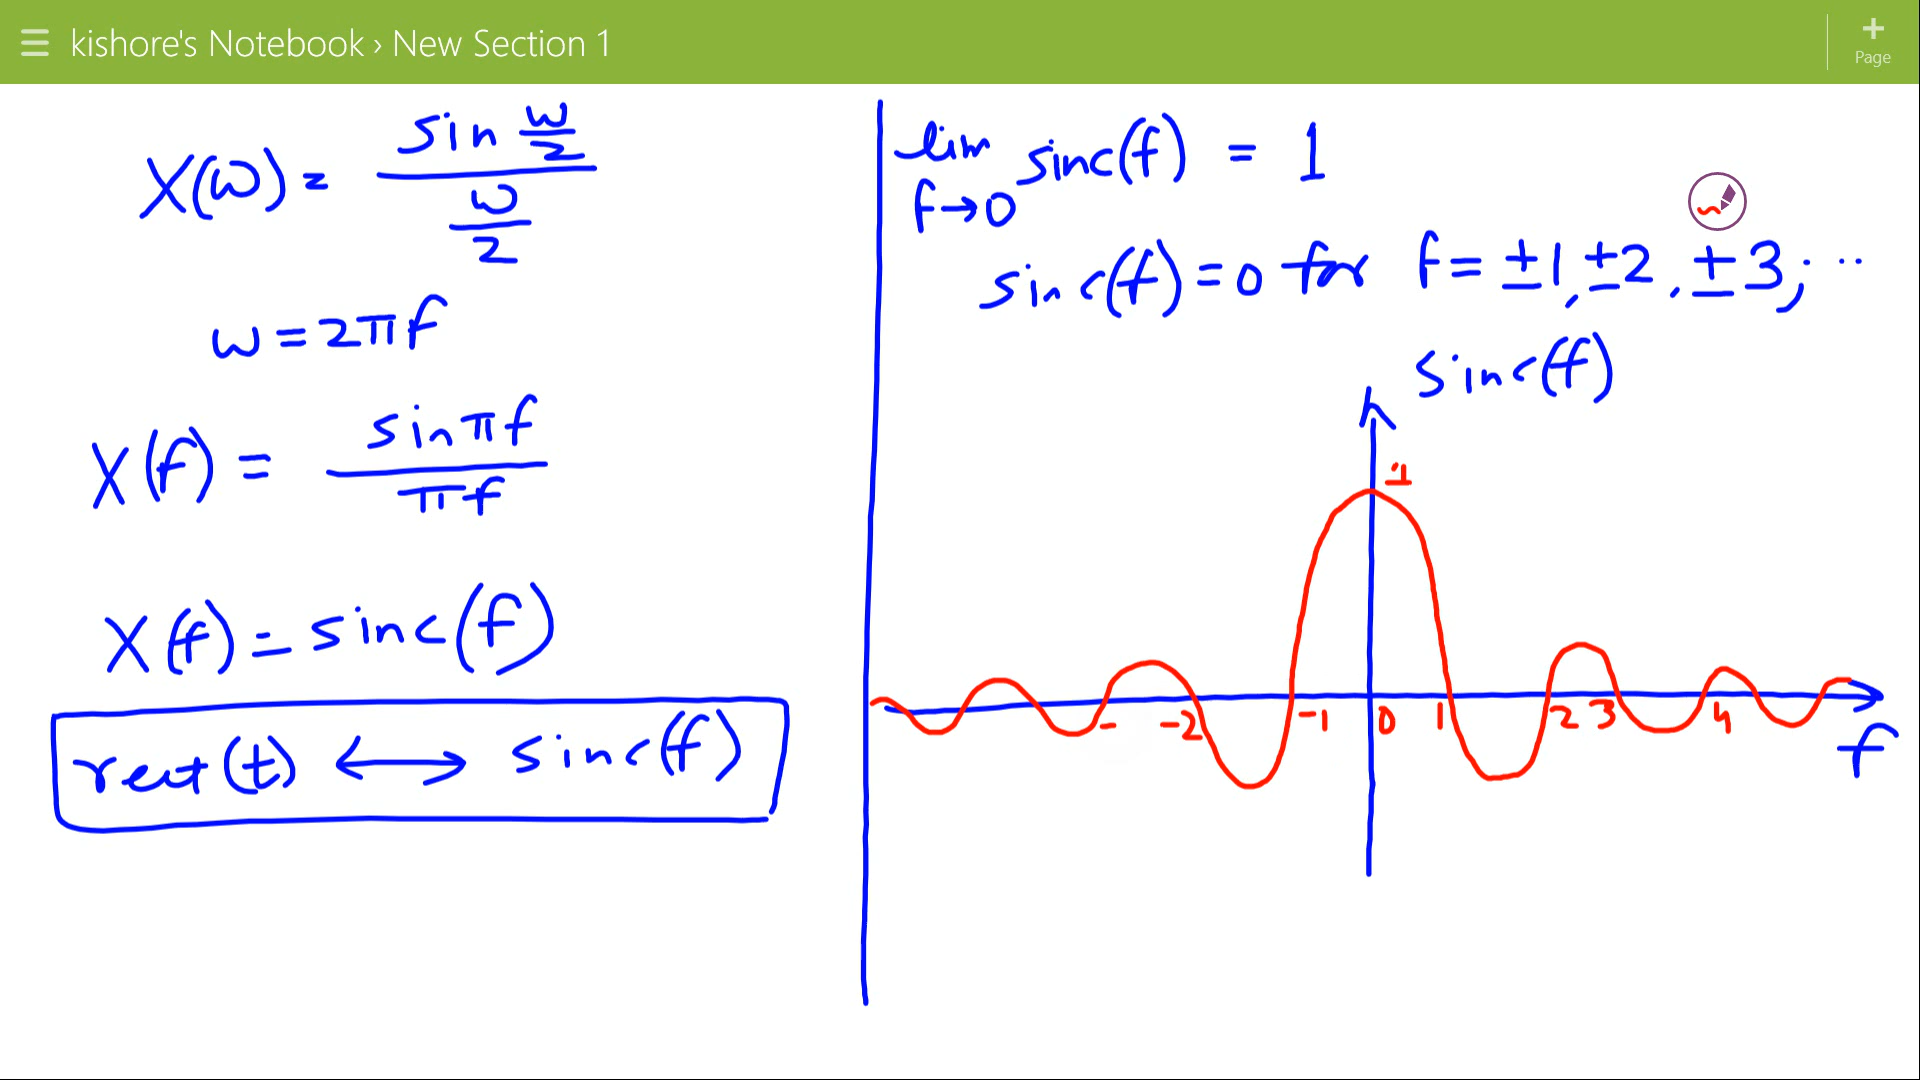 kishore's Notebook › New Section 1
Page
X(ω) = sin ω/2 / ω/2
ω = 2πf
X(f) = sin πf / πf
X(f) = sinc(f)
rect(t) ⟷ sinc(f)
lim f→0 sinc(f) = 1
sinc(f) = 0 for f = ±1, ±2, ±3, ..
sinc(f)
1
- -2 -1 0 1 2 3 4
f